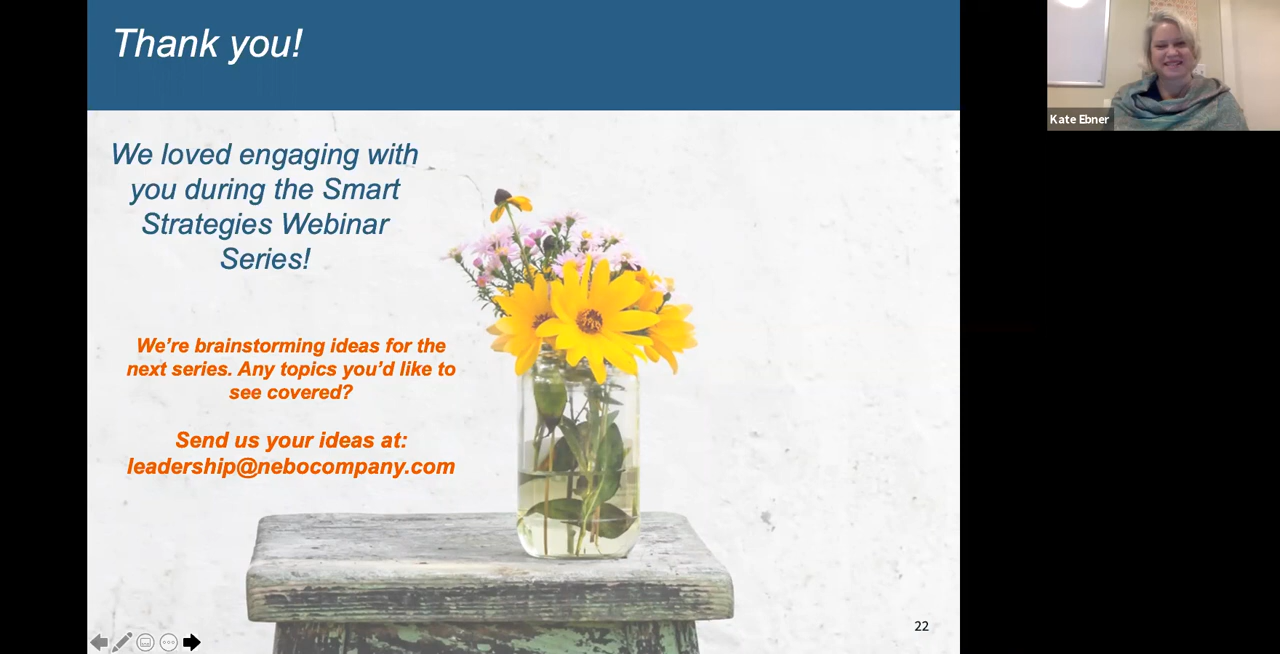 Thank you!
We loved engaging with
you during the Smart
Strategies Webinar
Series!
We’re brainstorming ideas for the
next series. Any topics you’d like to
see covered?
Send us your ideas at:
leadership@nebocompany.com
22
Kate Ebner